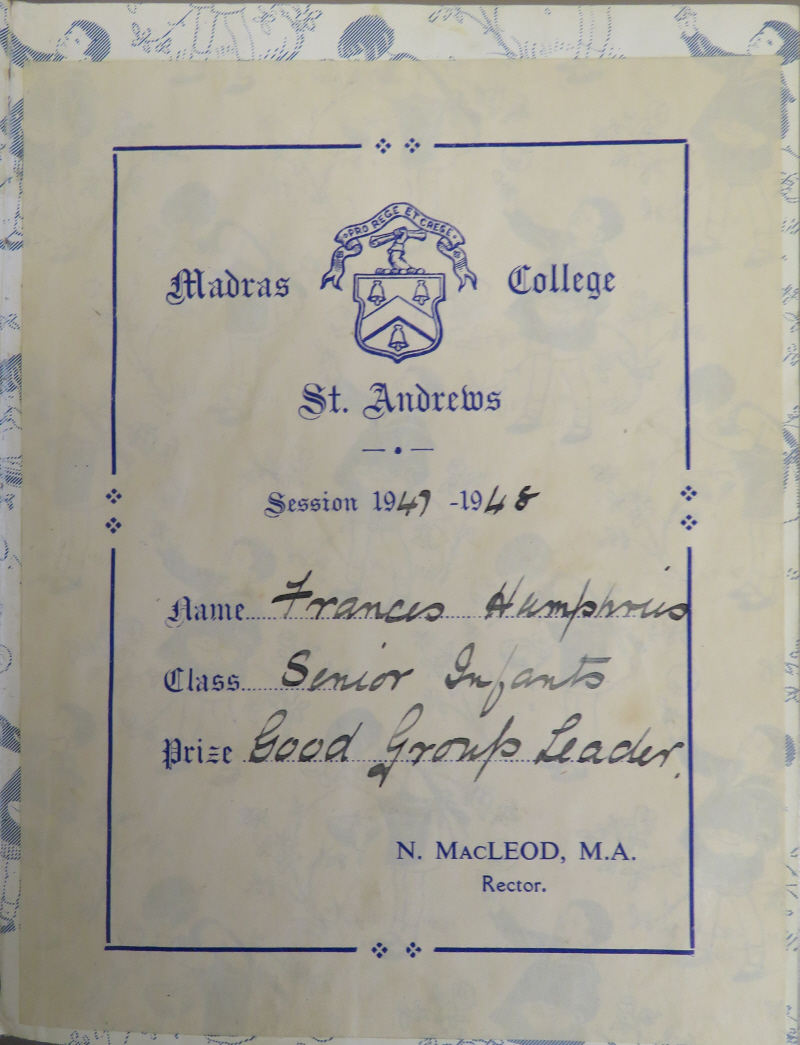 PRO REGE ET GREGE
Madras College
St. Andrews
Session 1947-1948
Name Frances Humphries
Class Senior Infants
Prize Good Group Leader.
N. MacLEOD, M.A.
Rector.